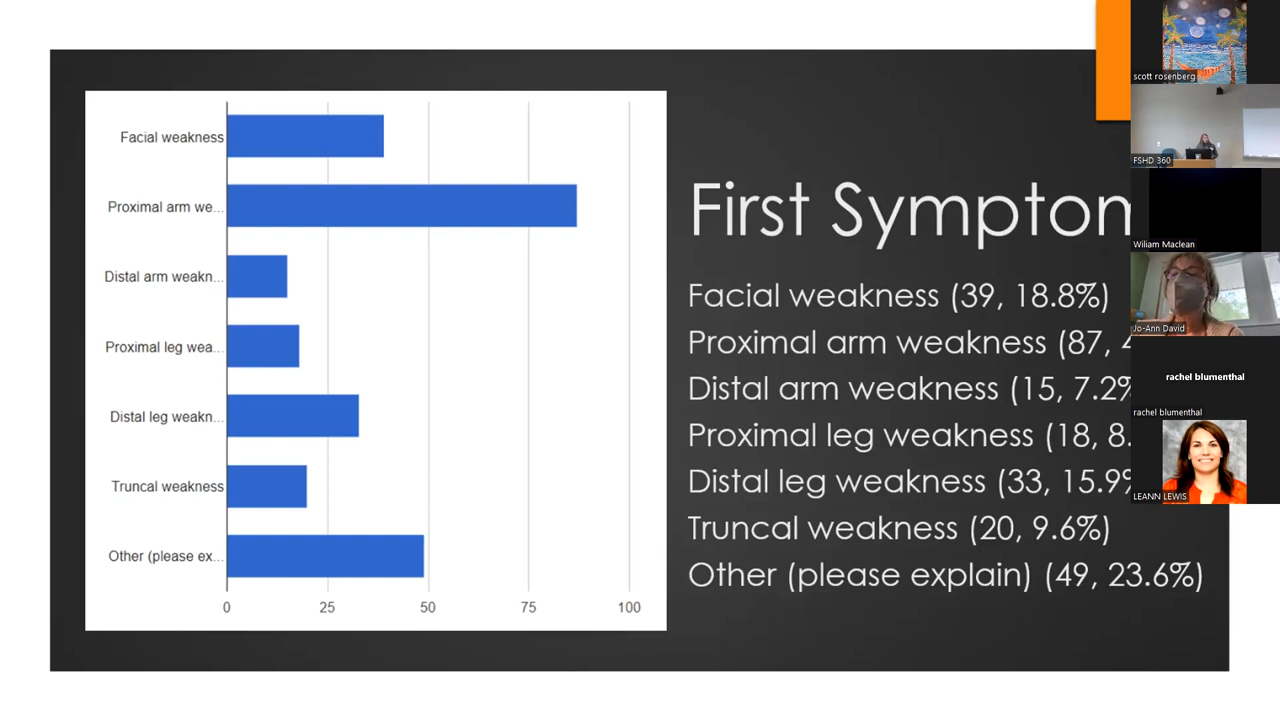 Facial weakness
Proximal arm we...
Distal arm weakn...
Proximal leg wea...
Distal leg weakn...
Truncal weakness
Other (please ex...
0 25 50 75 100
First Symptom
Facial weakness (39, 18.8%)
Proximal arm weakness (87, 4
Distal arm weakness (15, 7.2%
Proximal leg weakness (18, 8.
Distal leg weakness (33, 15.9%
Truncal weakness (20, 9.6%)
Other (please explain) (49, 23.6%)
scott rosenberg
FSHD 360
Wiliam Maclean
Jo-Ann David
rachel blumenthal
rachel blumenthal
LEANN LEWIS